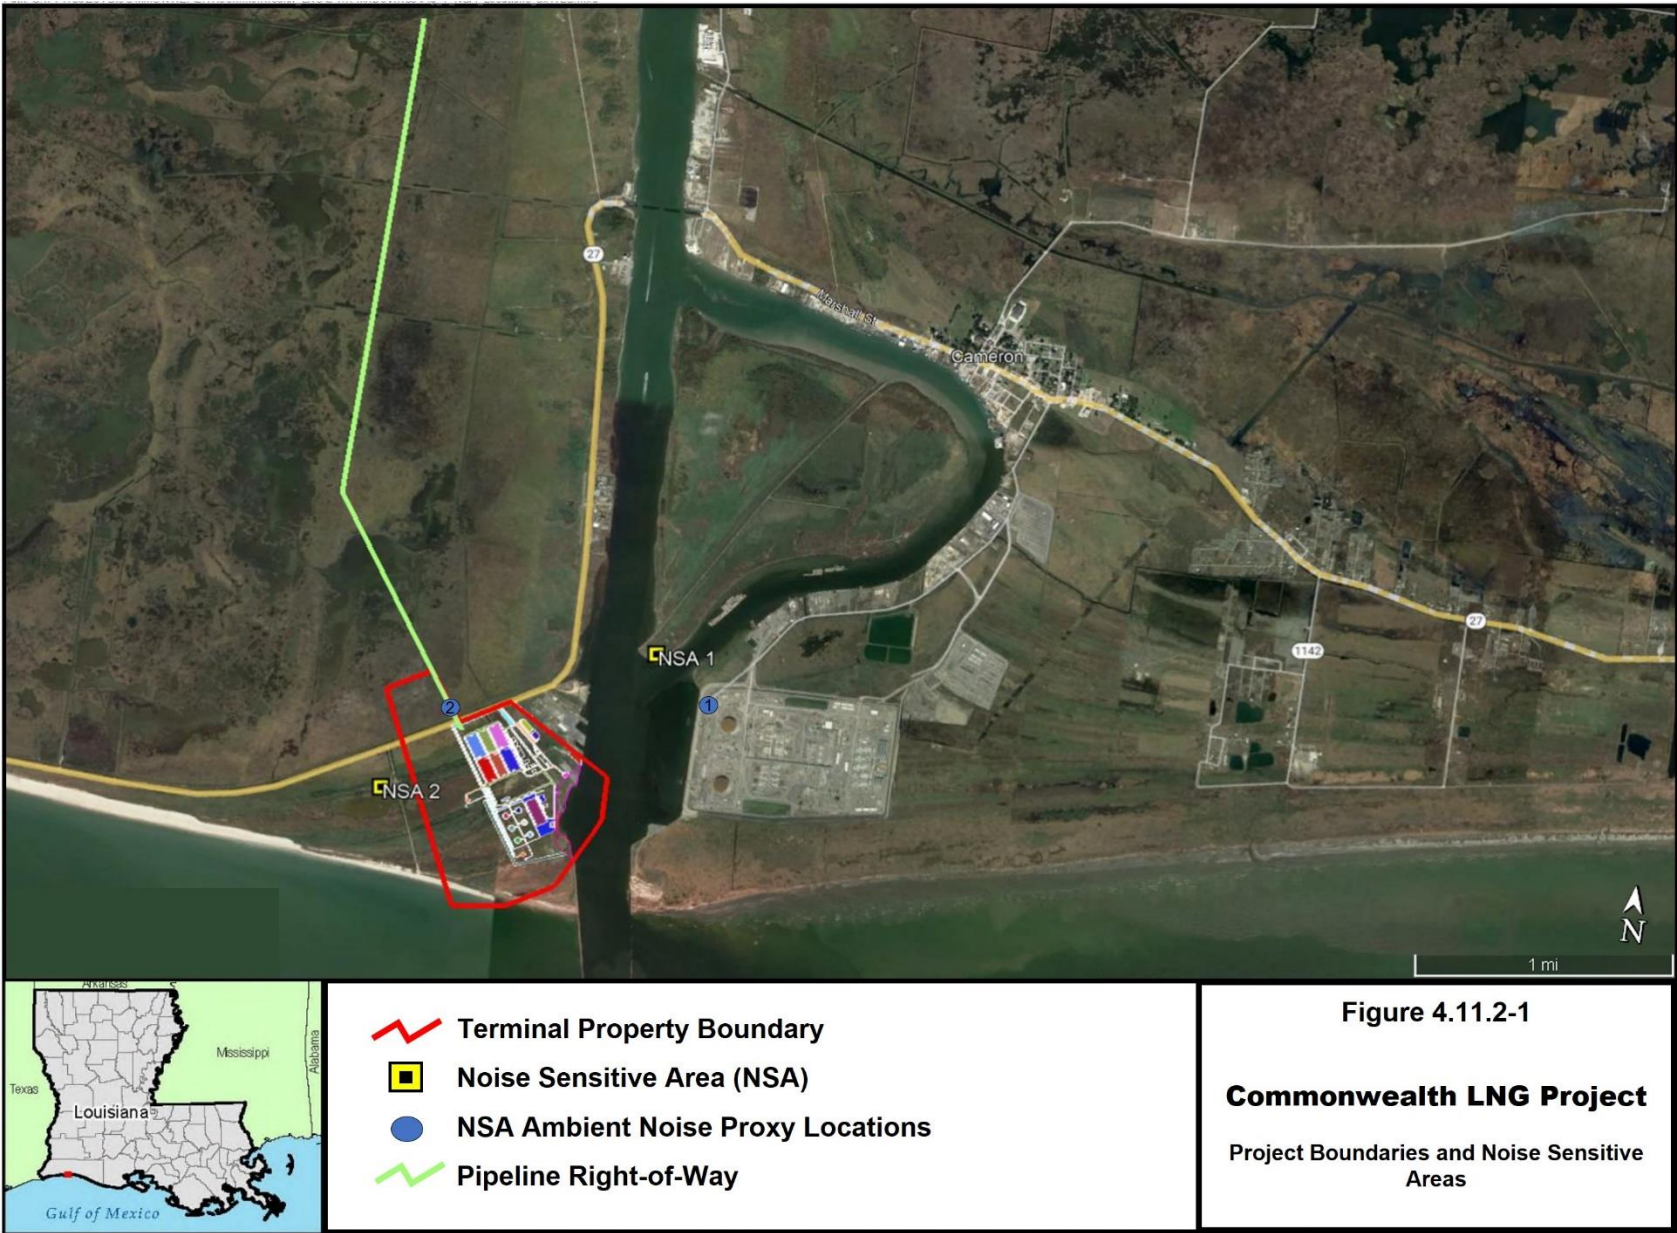 27
Marshall St
Cameron
NSA 1
1
2
27
1142
NSA 2
N
1 mi
Arkansas
Mississippi
Alabama
Texas
Louisiana
Gulf of Mexico
Terminal Property Boundary
Noise Sensitive Area (NSA)
NSA Ambient Noise Proxy Locations
Pipeline Right-of-Way
Figure 4.11.2-1
Commonwealth LNG Project
Project Boundaries and Noise Sensitive
Areas